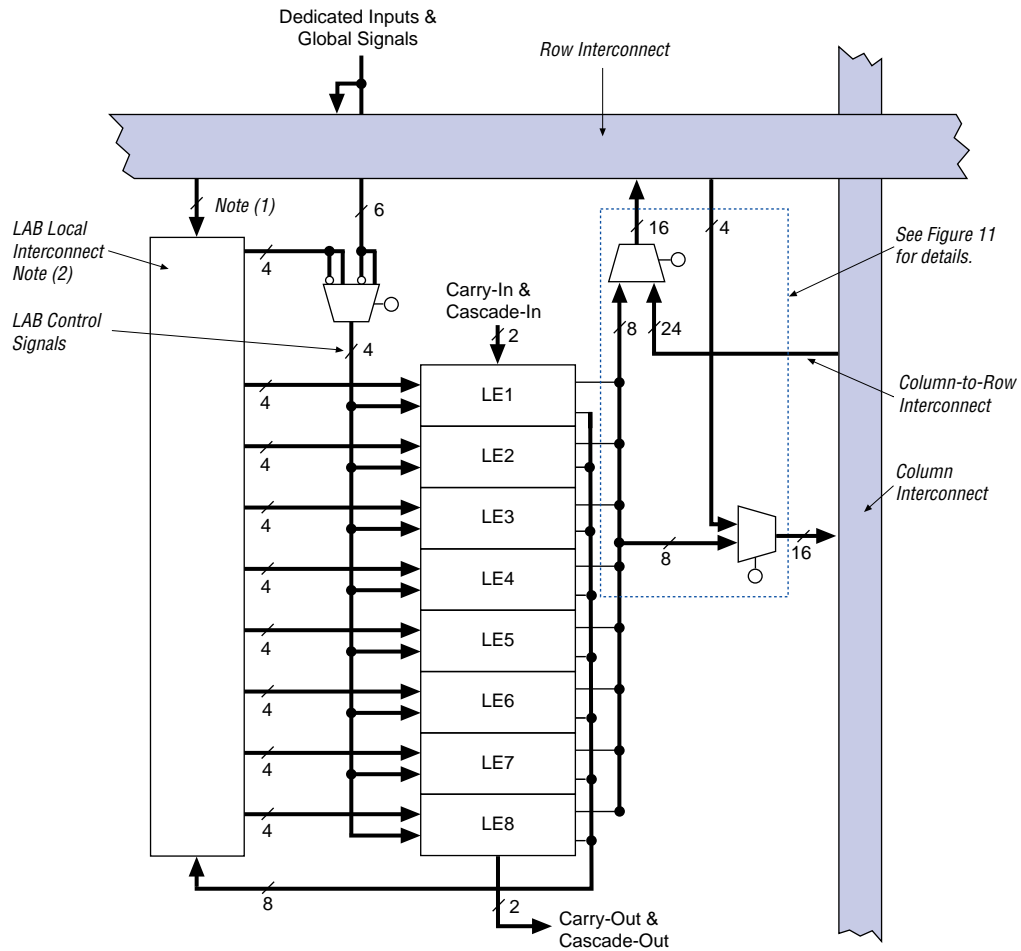 Dedicated Inputs &
Global Signals
Row Interconnect
6
Note (1)
16
4
LAB Local
Interconnect
Note (2)
See Figure 11
for details.
4
Carry-In &
Cascade-In
LAB Control
Signals
2
8
24
4
Column-to-Row
Interconnect
LE1
4
LE2
4
Column
Interconnect
LE3
4
8
16
LE4
4
LE5
4
LE6
4
LE7
4
LE8
4
8
2
Carry-Out &
Cascade-Out